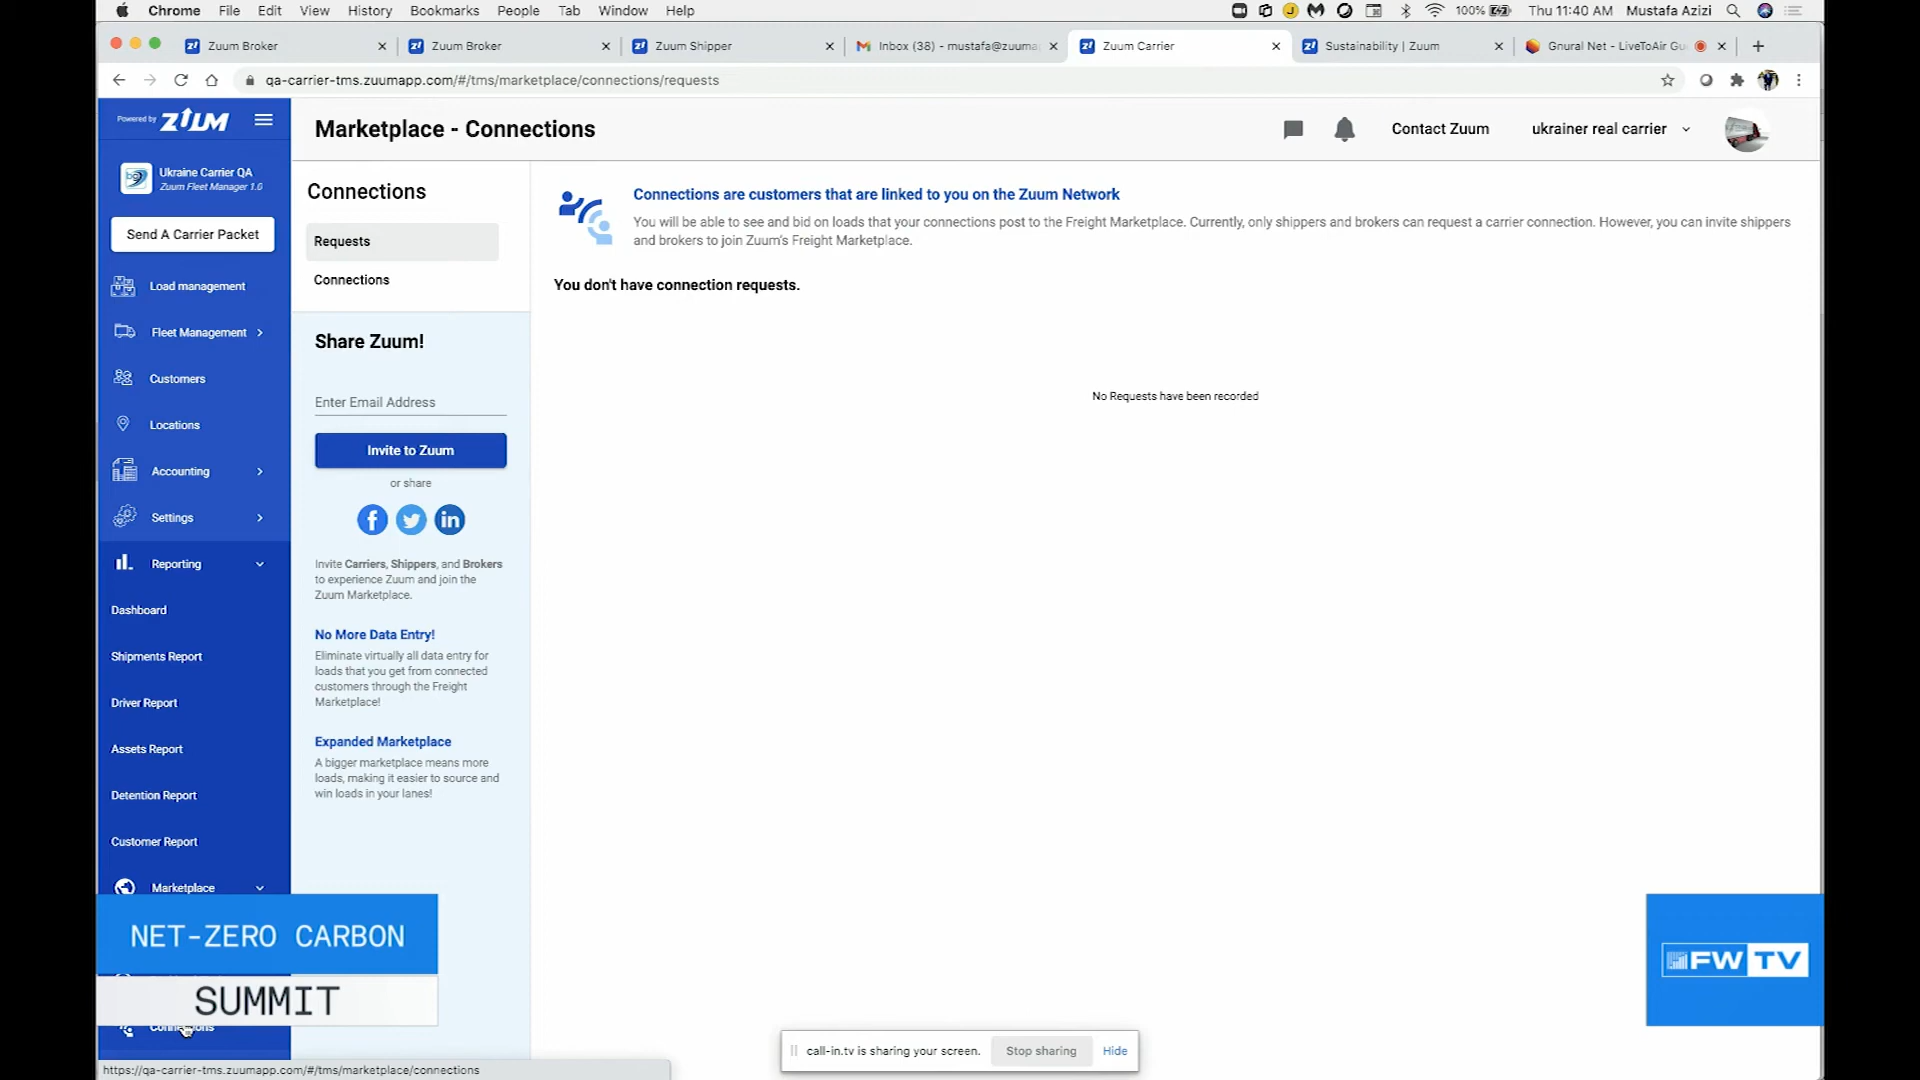 Chrome File Edit View History Bookmarks People Tab Window Help
100% Thu 11:40 AM Mustafa Azizi
Zuum Broker
Zuum Broker
Zuum Shipper
Inbox (38) - mustafa@zuuma
Zuum Carrier
Sustainability | Zuum
Gnural Net - LiveToAir Gu
qa-carrier-tms.zuumapp.com/#/tms/marketplace/connections/requests
Powered by ZUUM
Marketplace - Connections
Contact Zuum
ukrainer real carrier
Ukraine Carrier QA
Zuum Fleet Manager 1.0
Send A Carrier Packet
Load management
Fleet Management
Customers
Locations
Accounting
Settings
Reporting
Dashboard
Shipments Report
Driver Report
Assets Report
Detention Report
Customer Report
Marketplace
Connections
Connections
Requests
Connections
Share Zuum!
Enter Email Address
Invite to Zuum
or share
Invite Carriers, Shippers, and Brokers
to experience Zuum and join the
Zuum Marketplace.
No More Data Entry!
Eliminate virtually all data entry for
loads that you get from connected
customers through the Freight
Marketplace!
Expanded Marketplace
A bigger marketplace means more
loads, making it easier to source and
win loads in your lanes!
Connections are customers that are linked to you on the Zuum Network
You will be able to see and bid on loads that your connections post to the Freight Marketplace. Currently, only shippers and brokers can request a carrier connection. However, you can invite shippers
and brokers to join Zuum's Freight Marketplace.
You don't have connection requests.
No Requests have been recorded
NET-ZERO CARBON
SUMMIT
FW TV
call-in.tv is sharing your screen. Stop sharing Hide
https://qa-carrier-tms.zuumapp.com/#/tms/marketplace/connections